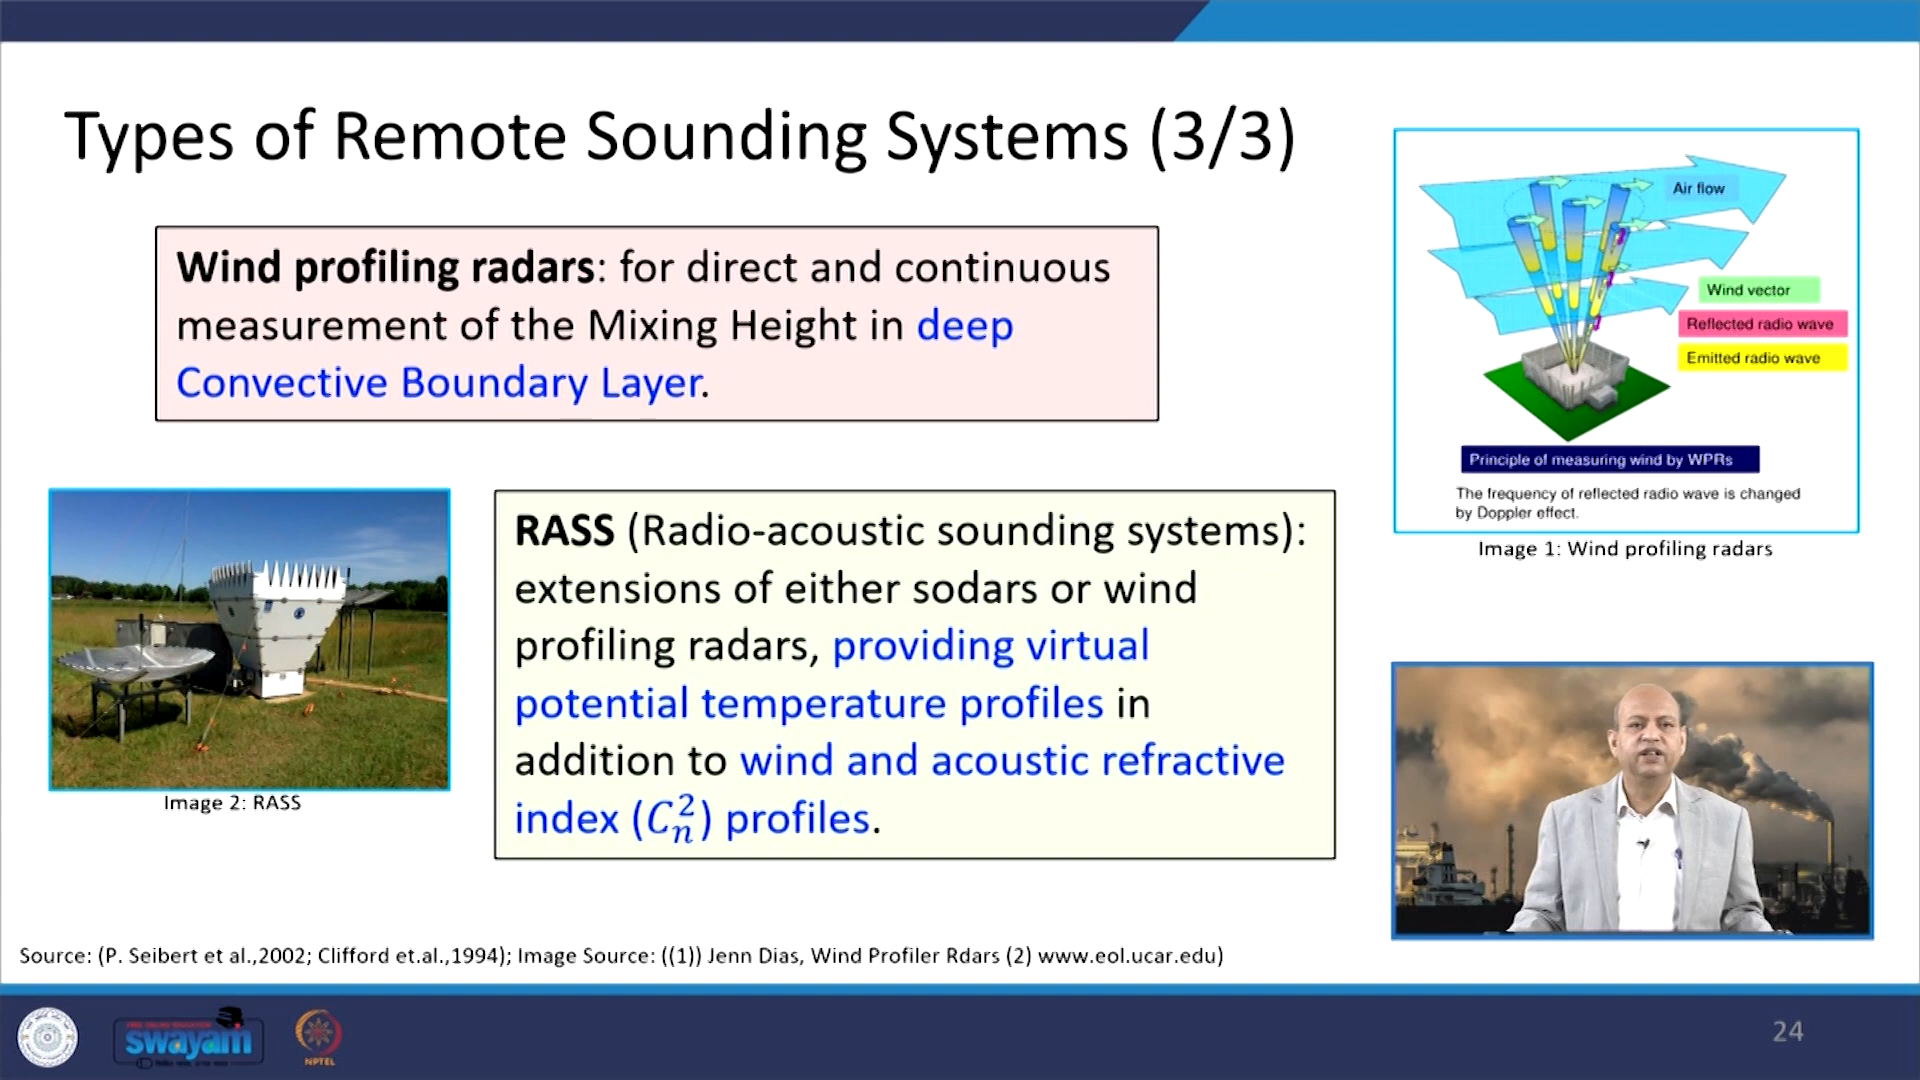 Types of Remote Sounding Systems (3/3)
Wind profiling radars: for direct and continuous
measurement of the Mixing Height in deep
Convective Boundary Layer.
Air flow
Wind vector
Reflected radio wave
Emitted radio wave
Principle of measuring wind by WPRs
The frequency of reflected radio wave is changed
by Doppler effect.
Image 1: Wind profiling radars
RASS (Radio-acoustic sounding systems):
extensions of either sodars or wind
profiling radars, providing virtual
potential temperature profiles in
addition to wind and acoustic refractive
index (C_n^2) profiles.
Image 2: RASS
Source: (P. Seibert et al.,2002; Clifford et.al.,1994); Image Source: ((1)) Jenn Dias, Wind Profiler Rdars (2) www.eol.ucar.edu)
swayam
NPTEL
24